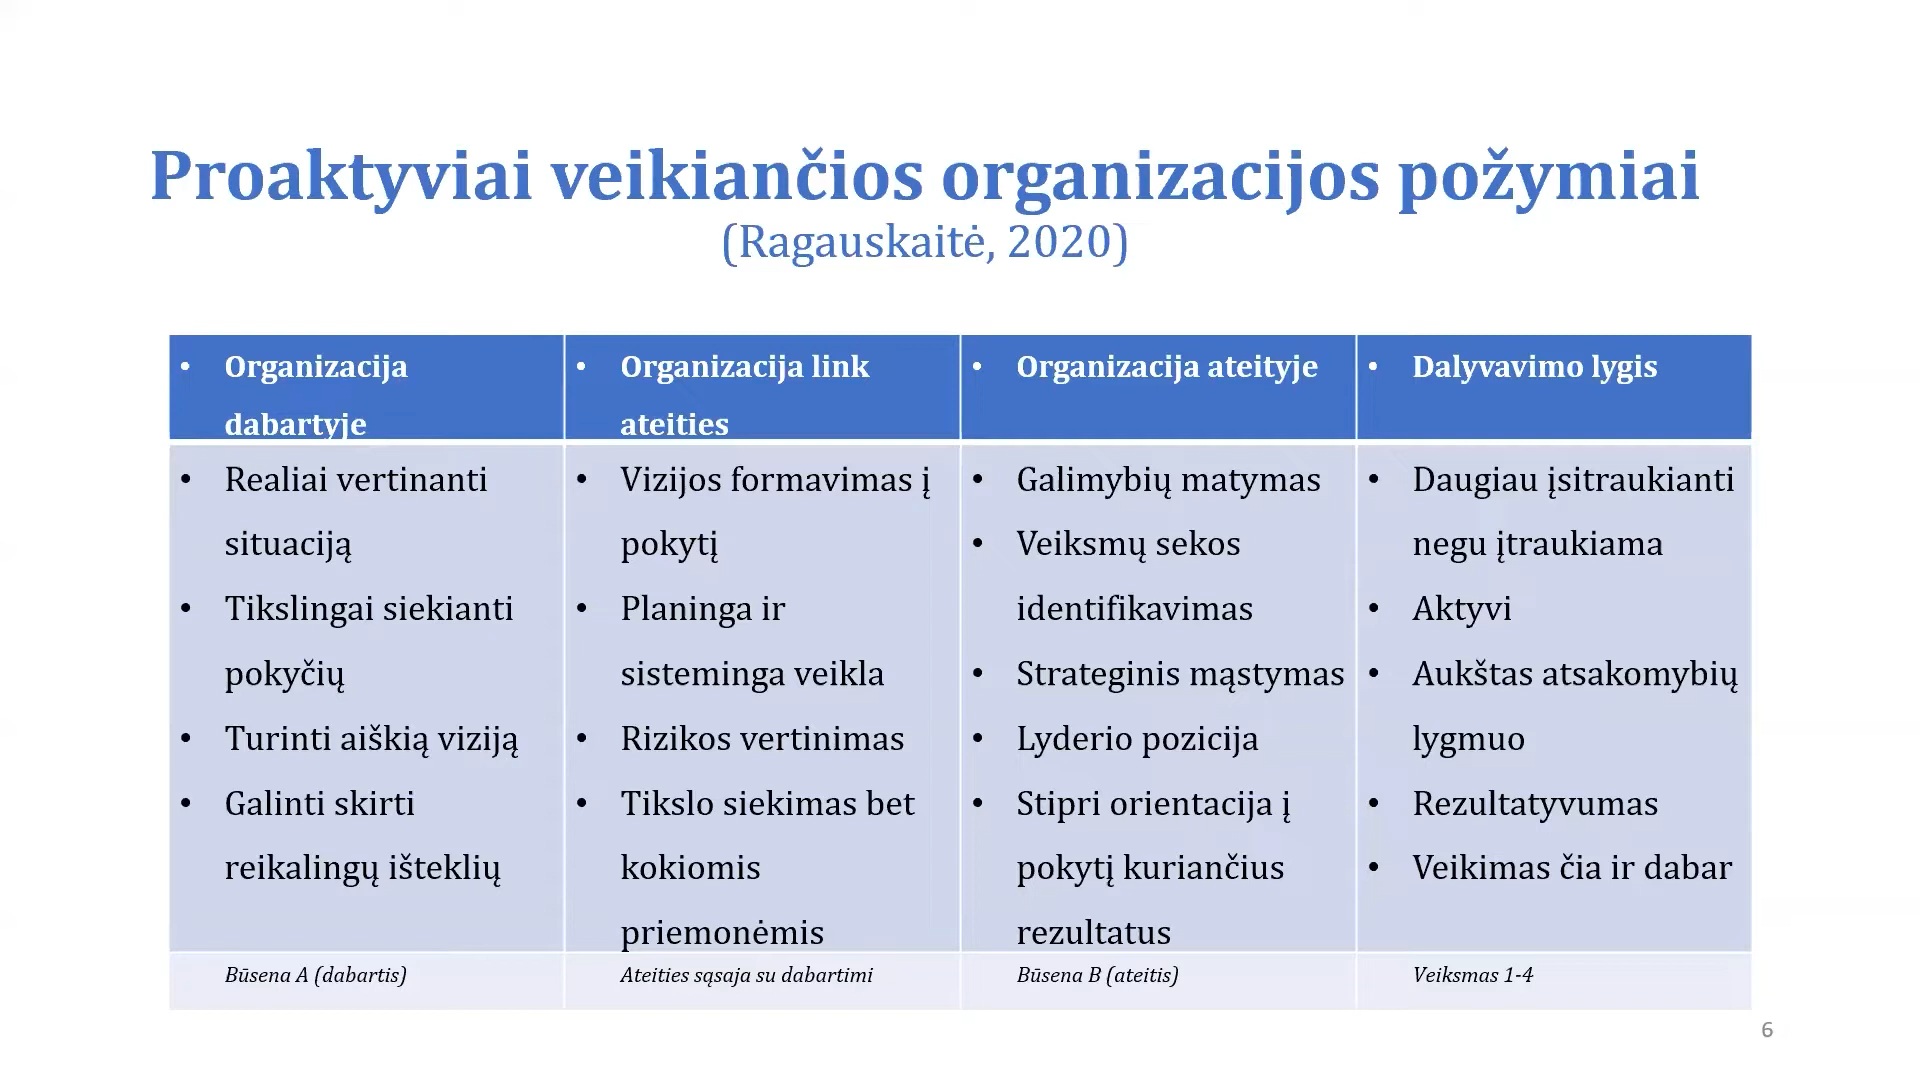 Proaktyviai veikiančios organizacijos požymiai
(Ragauskaitė, 2020)
• Organizacija
dabartyje
• Organizacija link
ateities
• Organizacija ateityje
• Dalyvavimo lygis
• Realiai vertinanti
situaciją
• Tikslingai siekianti
pokyčių
• Turinti aiškią viziją
• Galinti skirti
reikalingų išteklių
• Vizijos formavimas į
pokytį
• Planinga ir
sisteminga veikla
• Rizikos vertinimas
• Tikslo siekimas bet
kokiomis
priemonėmis
• Galimybių matymas
• Veiksmų sekos
identifikavimas
• Strateginis mąstymas
• Lyderio pozicija
• Stipri orientacija į
pokytį kuriančius
rezultatus
• Daugiau įsitraukianti
negu įtraukiama
• Aktyvi
• Aukštas atsakomybių
lygmuo
• Rezultatyvumas
• Veikimas čia ir dabar
Būsena A (dabartis)
Ateities sąsaja su dabartimi
Būsena B (ateitis)
Veiksmas 1-4
6